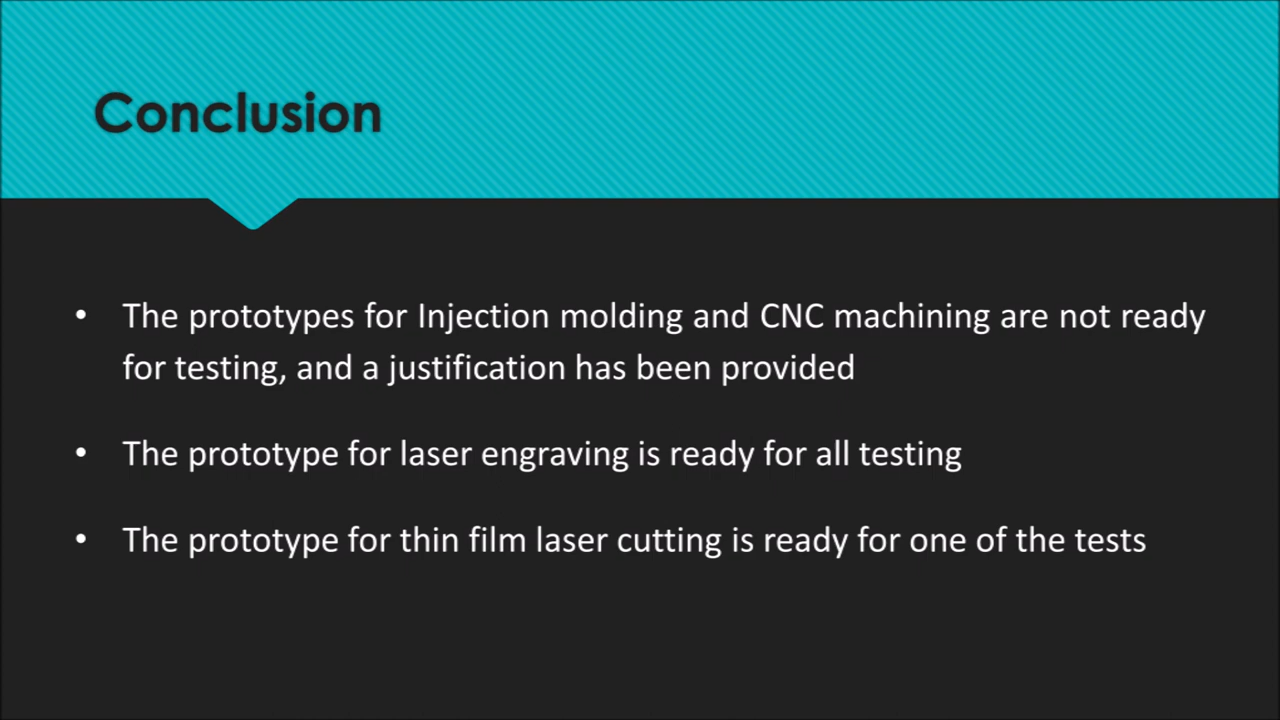 Conclusion
• The prototypes for Injection molding and CNC machining are not ready
for testing, and a justification has been provided
• The prototype for laser engraving is ready for all testing
• The prototype for thin film laser cutting is ready for one of the tests